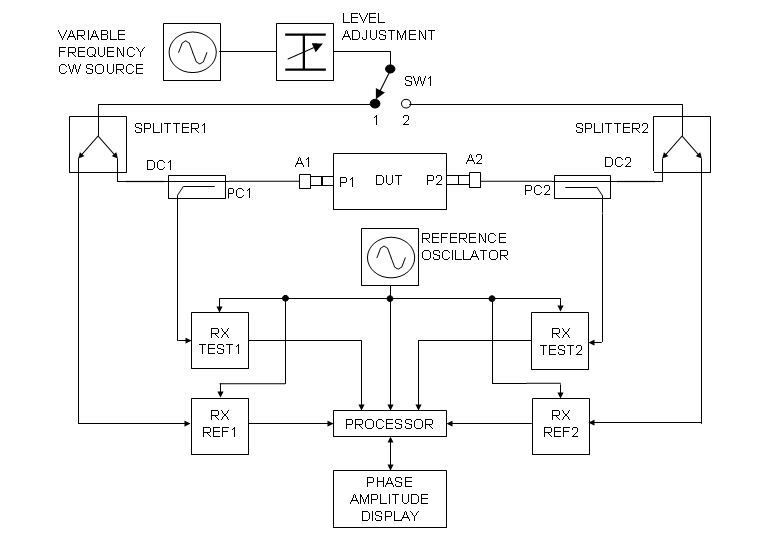 VARIABLE
FREQUENCY
CW SOURCE
LEVEL
ADJUSTMENT
SW1
1
2
SPLITTER1
SPLITTER2
DC1
PC1
A1
P1
DUT
P2
A2
PC2
DC2
REFERENCE
OSCILLATOR
RX
TEST1
RX
TEST2
RX
REF1
PROCESSOR
RX
REF2
PHASE
AMPLITUDE
DISPLAY